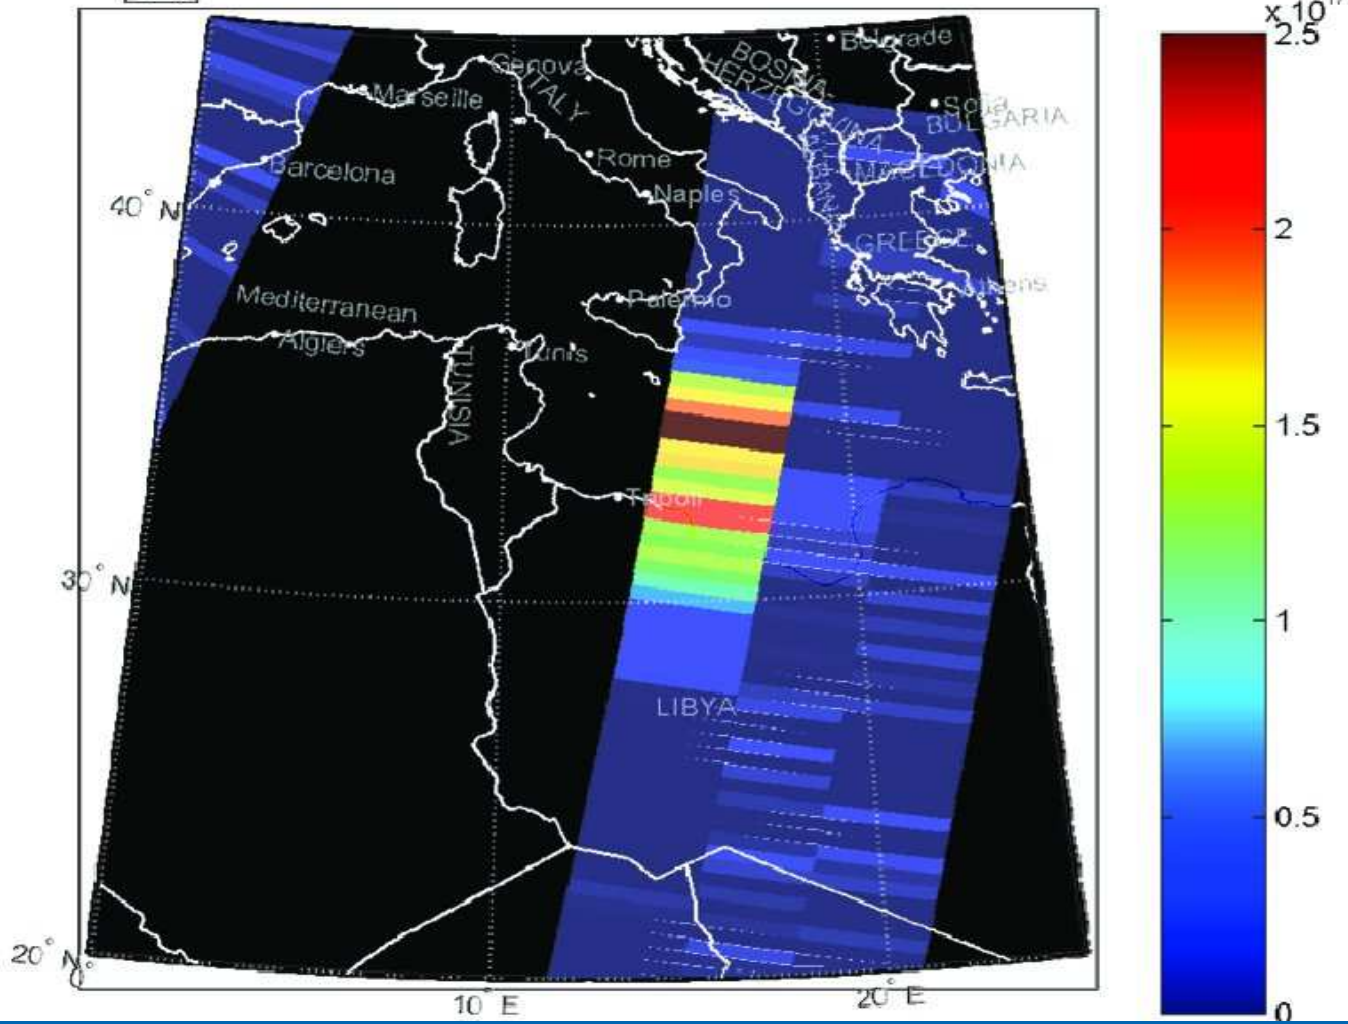 2.5
Belgrade
BOSNIA-
HERZEGOVINA
Genova
ITALY
Marseille
Sofia
BULGARIA
Rome
MACEDONIA
Barcelona
Naples
40° N
2
GREECE
Athens
Mediterranean
Palermo
Algiers
Tunis
TUNISIA
1.5
Tripoli
30° N
1
LIBYA
0.5
20° N
0°
10° E
20° E
0